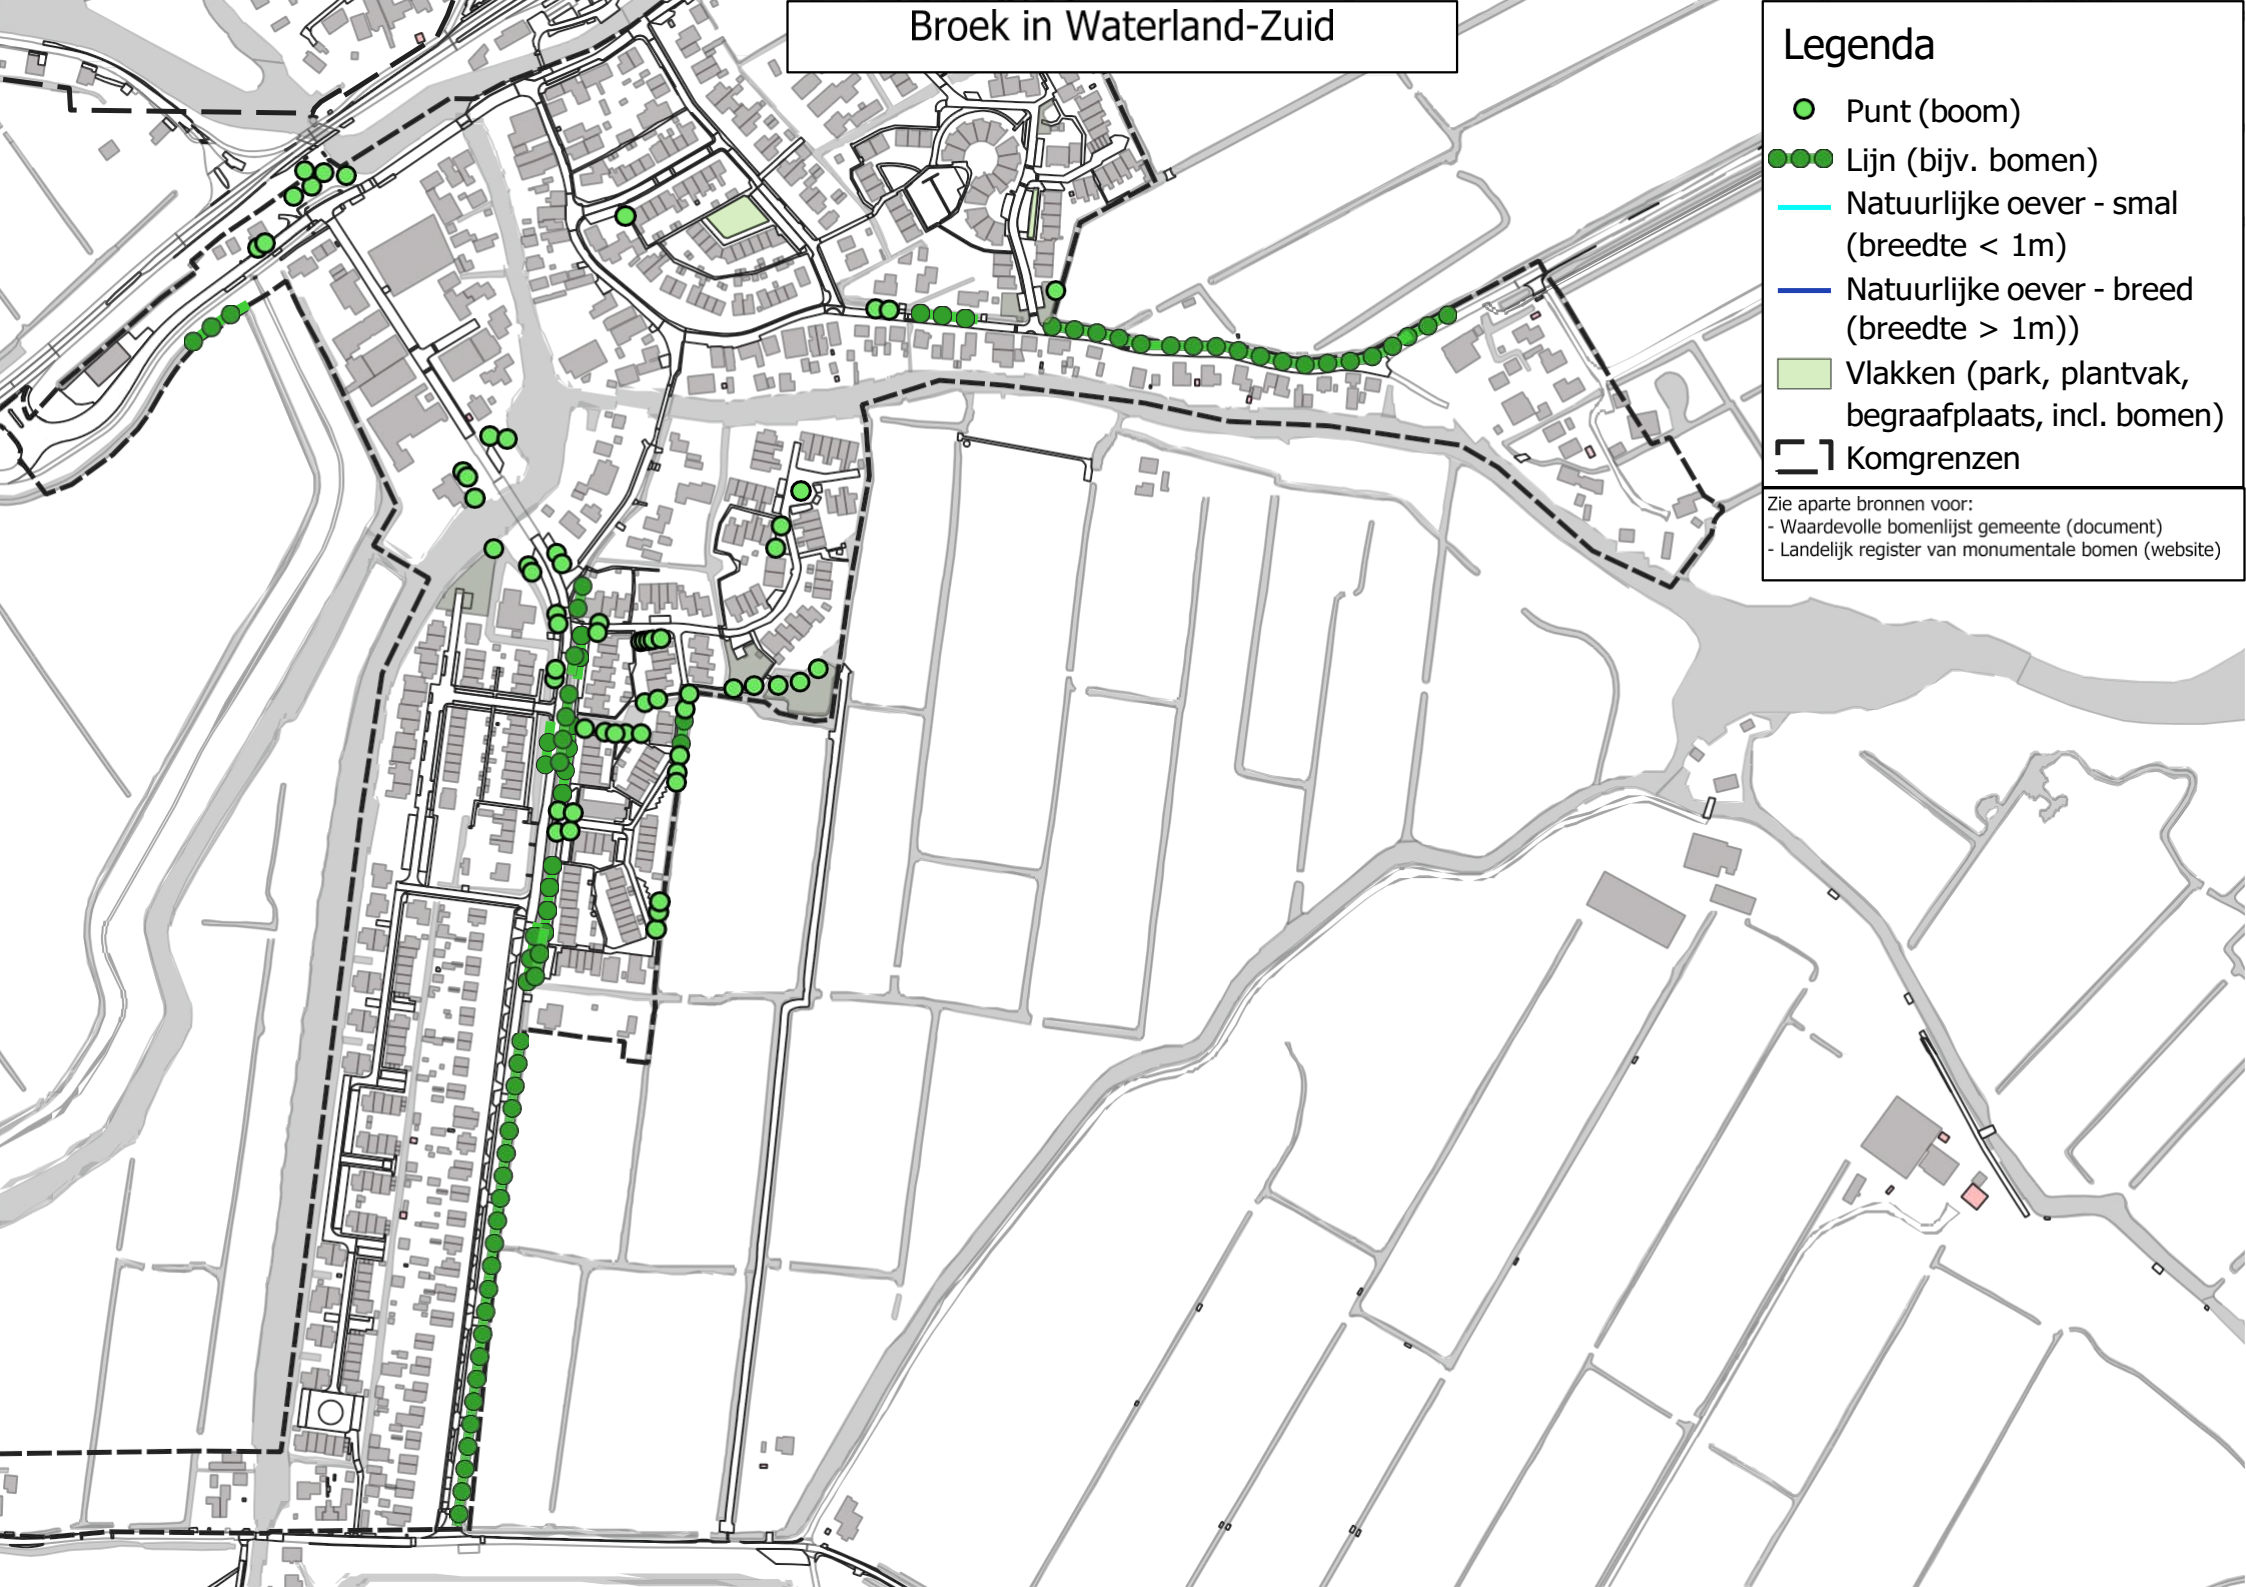 Broek in Waterland-Zuid
Legenda
Punt (boom)
Lijn (bijv. bomen)
Natuurlijke oever - smal
(breedte < 1m)
Natuurlijke oever - breed
(breedte > 1m))
Vlakken (park, plantvak,
begraafplaats, incl. bomen)
Komgrenzen
Zie aparte bronnen voor:
- Waardevolle bomenlijst gemeente (document)
- Landelijk register van monumentale bomen (website)